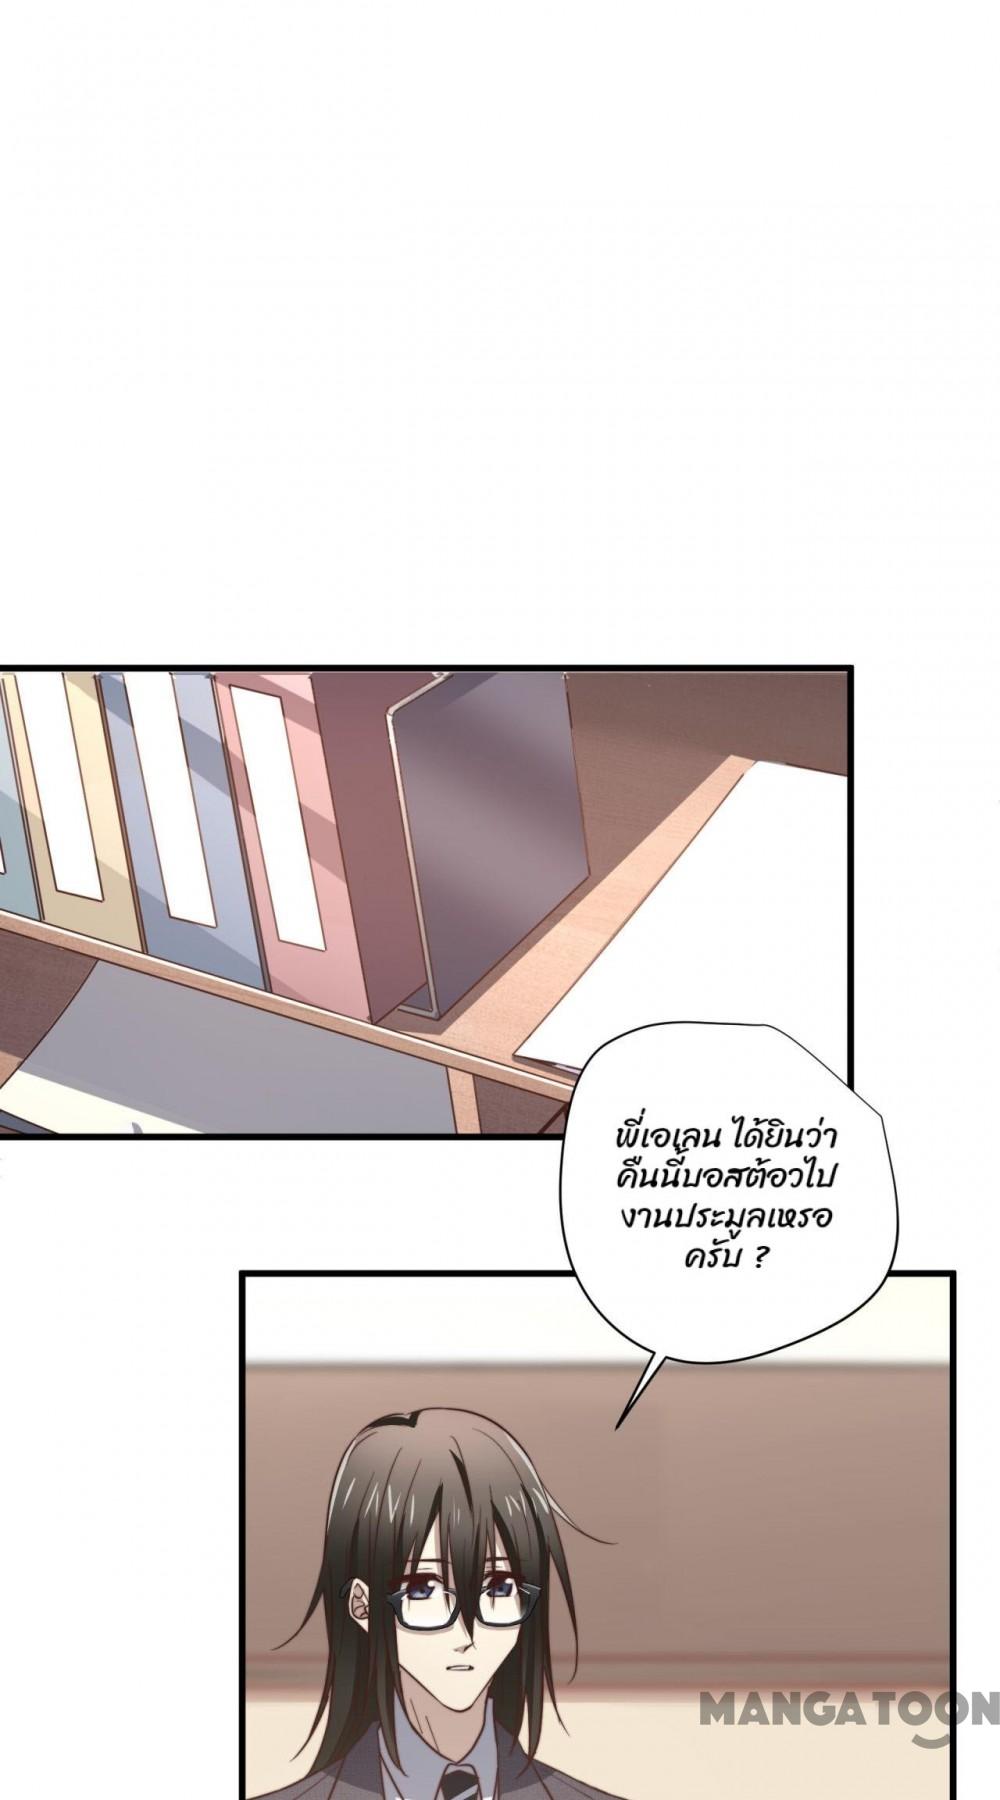 พี่เอเลน ได้ยินว่า
คืนนี้บอสต้องไป
งานประมูลเหรอ
ครับ ?
MANGATOON